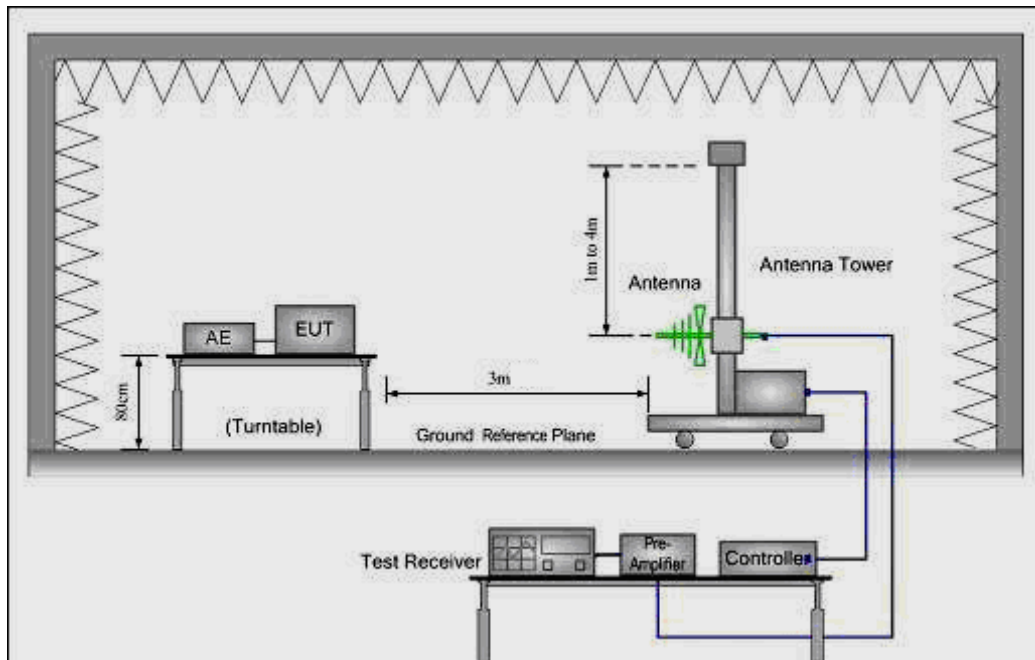 1m to 4m
Antenna
Antenna Tower
AE
EUT
80cm
3m
(Turntable)
Ground Reference Plane
Test Receiver
Pre-
Amplifier
Controller